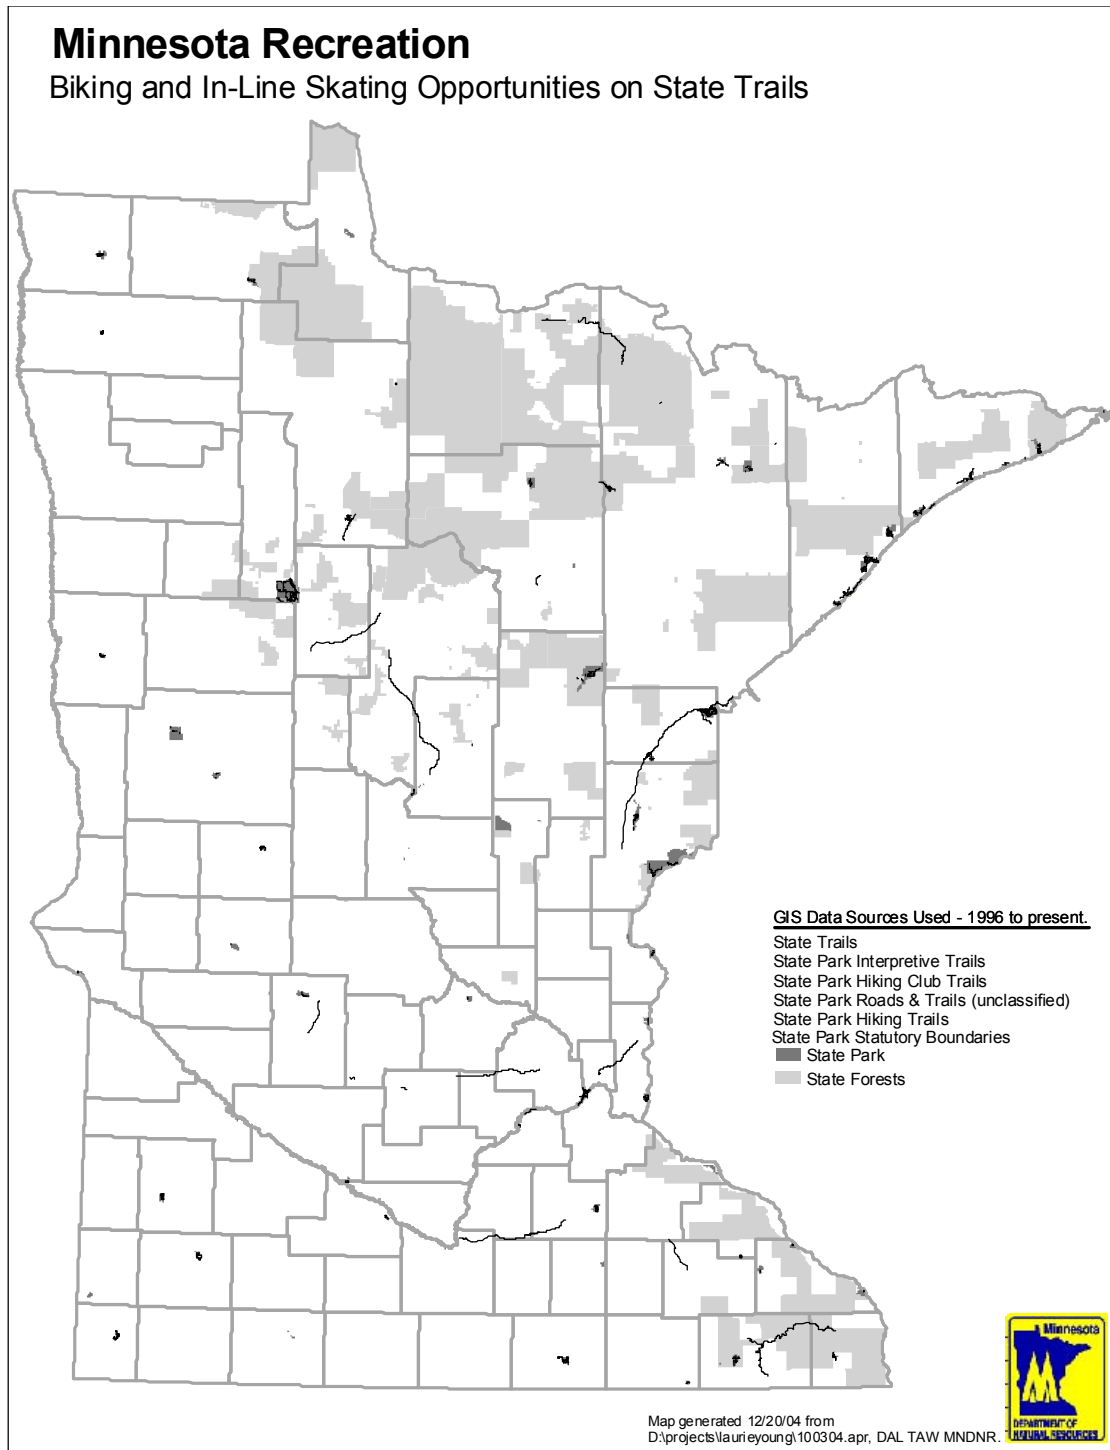 Minnesota Recreation
Biking and In-Line Skating Opportunities on State Trails
GIS Data Sources Used - 1996 to present.
State Trails
State Park Interpretive Trails
State Park Hiking Club Trails
State Park Roads & Trails (unclassified)
State Park Hiking Trails
State Park Statutory Boundaries
State Park
State Forests
Minnesota
DEPARTMENT OF
NATURAL RESOURCES
Map generated 12/20/04 from
D:\projects\laurieyoung\100304.apr, DAL TAW MNDNR.